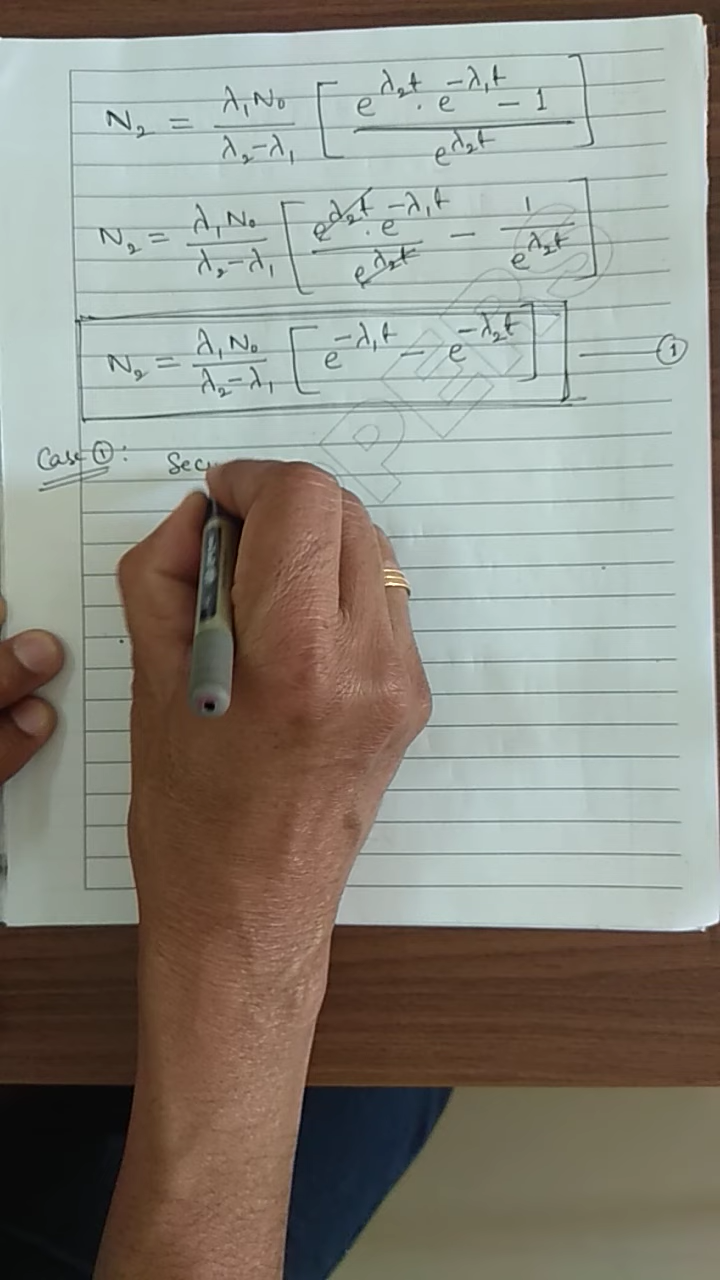 N₂ = λ₁N₀/(λ₂-λ₁) [ (e^(λ₂t) · e^(-λ₁t) - 1)/e^(λ₂t) ]
N₂ = λ₁N₀/(λ₂-λ₁) [ (e^(λ₂t) · e^(-λ₁t))/e^(λ₂t) - 1/e^(λ₂t) ]
N₂ = λ₁N₀/(λ₂-λ₁) [ e^(-λ₁t) - e^(-λ₂t) ] — ①
Case ①: Sec